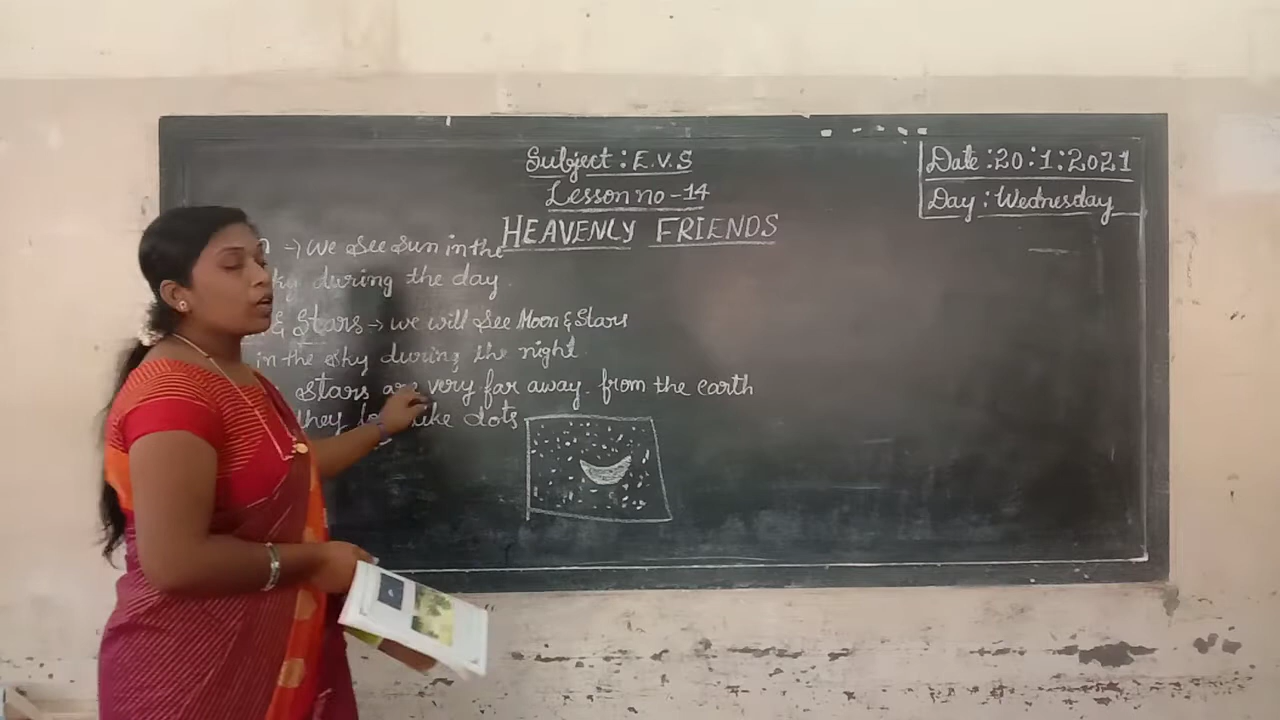 Subject : E.V.S
Lesson no - 14
HEAVENLY FRIENDS
Date : 20 : 1 : 2021
Day : Wednesday
→ we see Sun in the
during the day.
& Stars → we will see Moon & Stars
in the sky during the night.
Stars are very far away. from the earth
they like dots